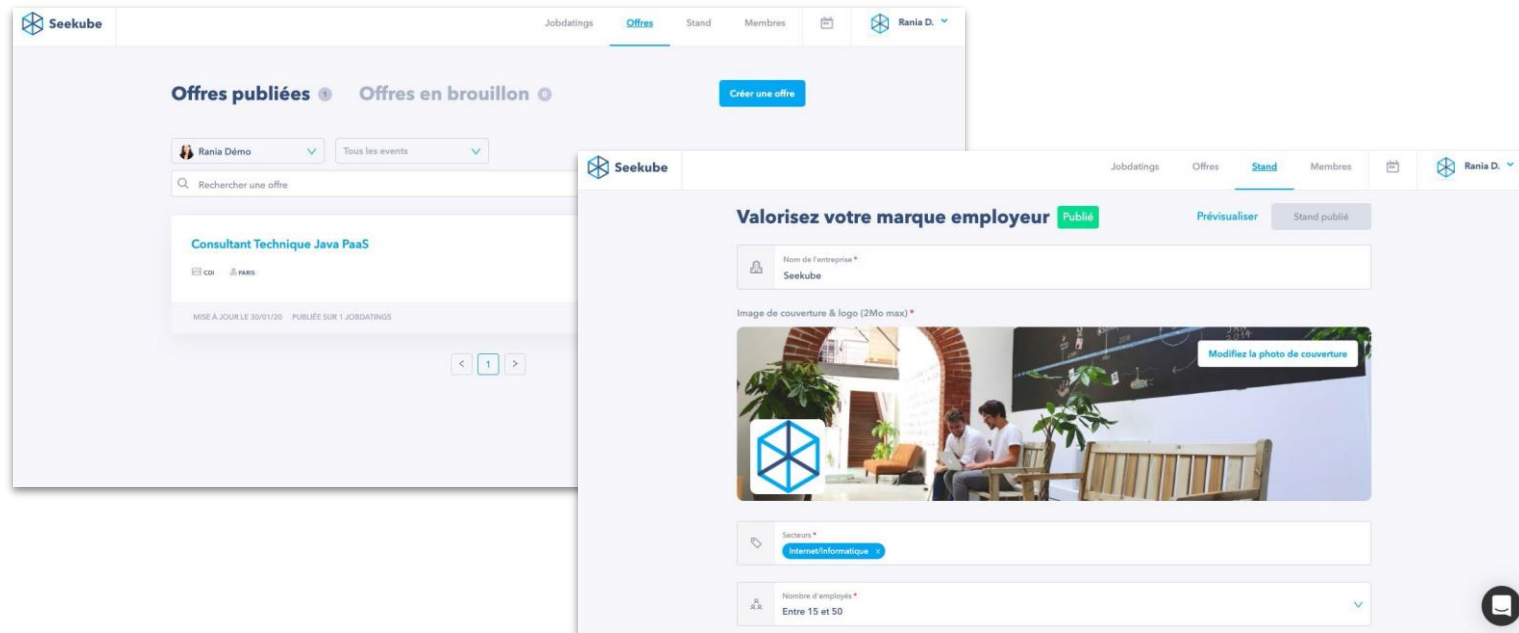 Seekube
Jobdatings Offres Stand Membres Rania D.
Offres publiées 1 Offres en brouillon 0
Créer une offre
Rania Démo Tous les events
Rechercher une offre
Consultant Technique Java PaaS
CDI PARIS
MISE À JOUR LE 30/01/20 PUBLIÉE SUR 1 JOBDATINGS
< 1 >
Seekube
Jobdatings Offres Stand Membres Rania D.
Valorisez votre marque employeur Publié
Prévisualiser Stand publié
Nom de l'entreprise *
Seekube
Image de couverture & logo (2Mo max) *
Modifiez la photo de couverture
Secteurs *
Internet/Informatique x
Nombre d'employés *
Entre 15 et 50